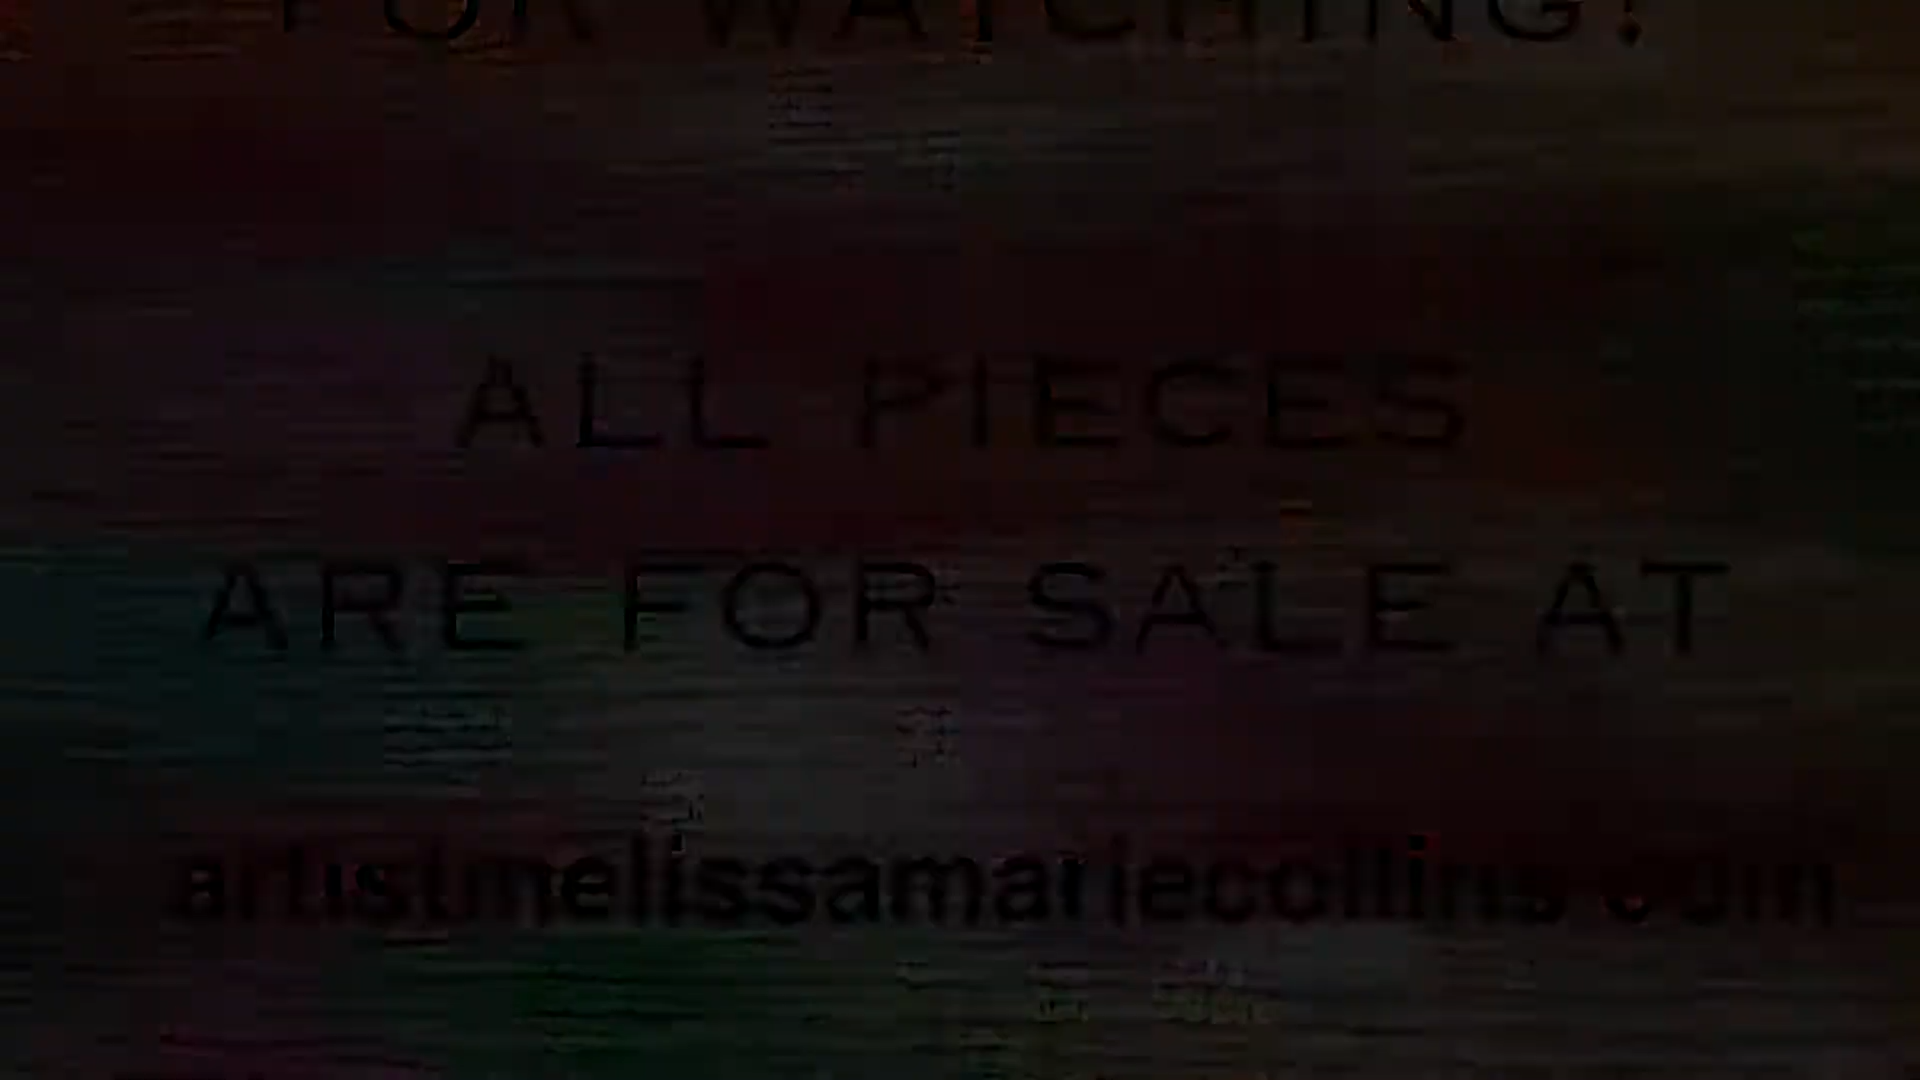 FOR WATCHING!
ALL PIECES
ARE FOR SALE AT
artistmelissamariecollins.com